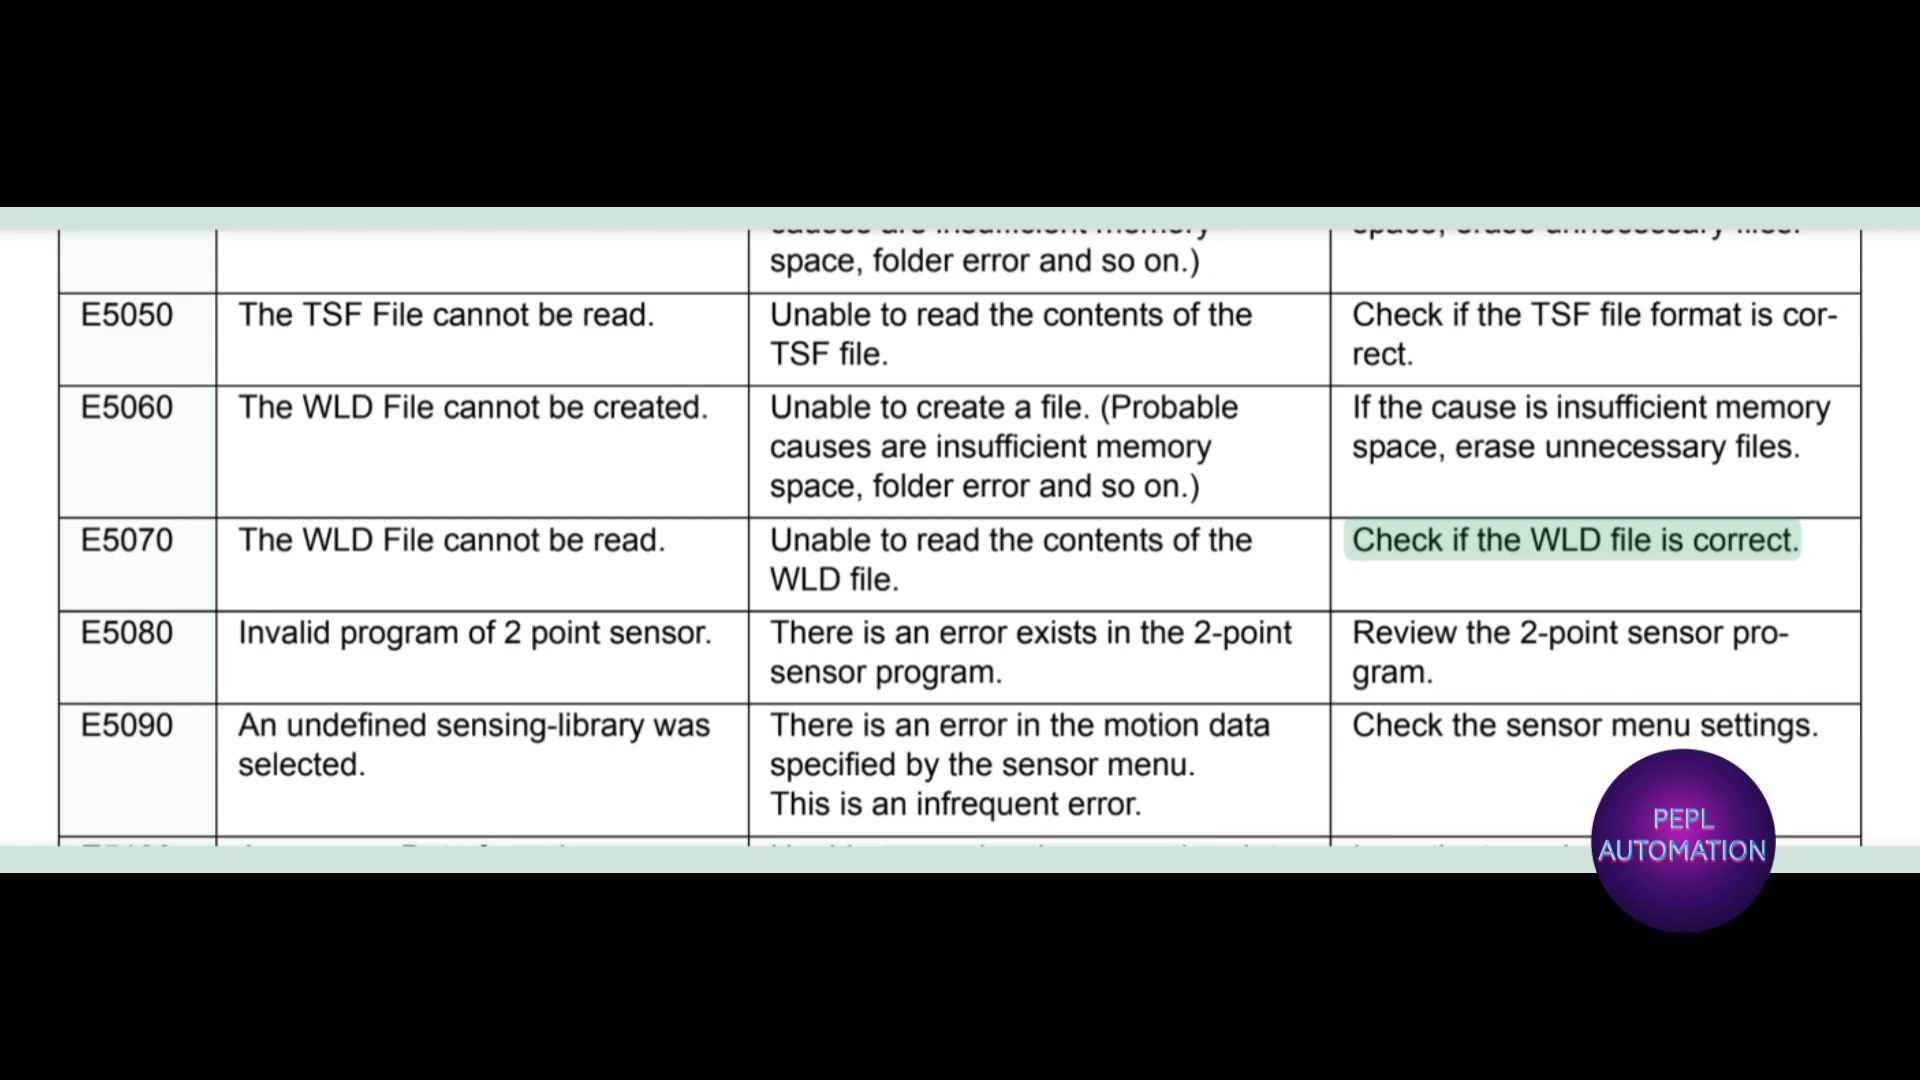 space, folder error and so on.)
E5050 The TSF File cannot be read. Unable to read the contents of the Check if the TSF file format is cor-
TSF file. rect.
E5060 The WLD File cannot be created. Unable to create a file. (Probable If the cause is insufficient memory
causes are insufficient memory space, erase unnecessary files.
space, folder error and so on.)
E5070 The WLD File cannot be read. Unable to read the contents of the Check if the WLD file is correct.
WLD file.
E5080 Invalid program of 2 point sensor. There is an error exists in the 2-point Review the 2-point sensor pro-
sensor program. gram.
E5090 An undefined sensing-library was There is an error in the motion data Check the sensor menu settings.
selected. specified by the sensor menu.
This is an infrequent error.
PEPL
AUTOMATION